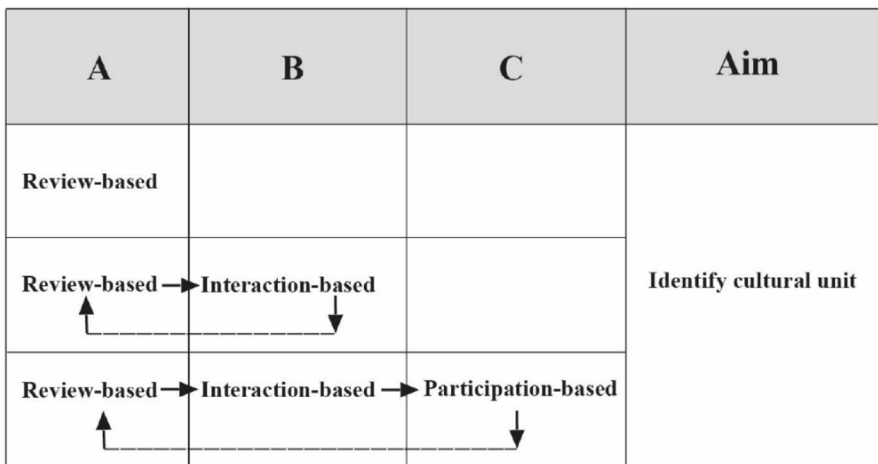 A B C Aim
Review-based
Review-based Interaction-based
Identify cultural unit
Review-based Interaction-based Participation-based